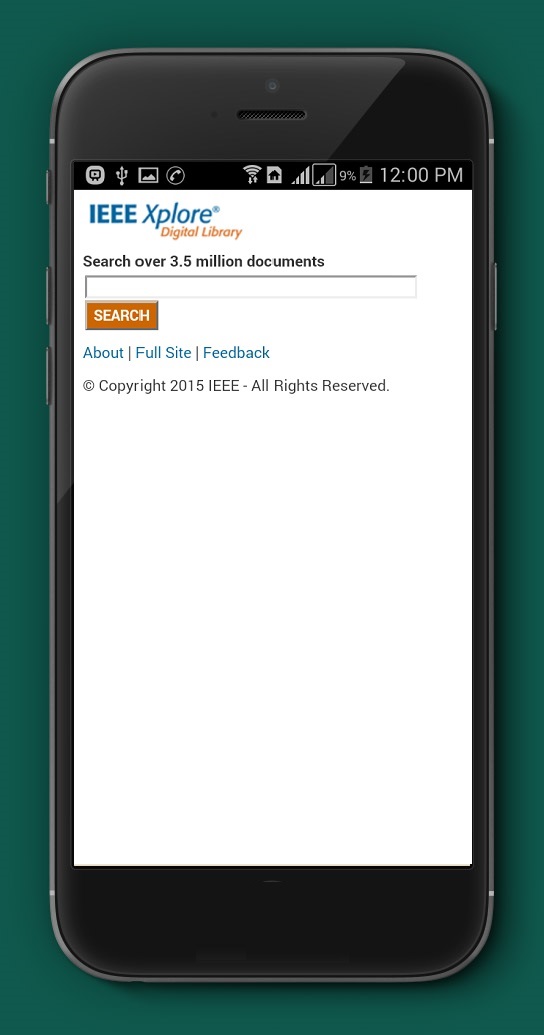 9% 12:00 PM
IEEE Xplore®
Digital Library
Search over 3.5 million documents
SEARCH
About | Full Site | Feedback
© Copyright 2015 IEEE - All Rights Reserved.